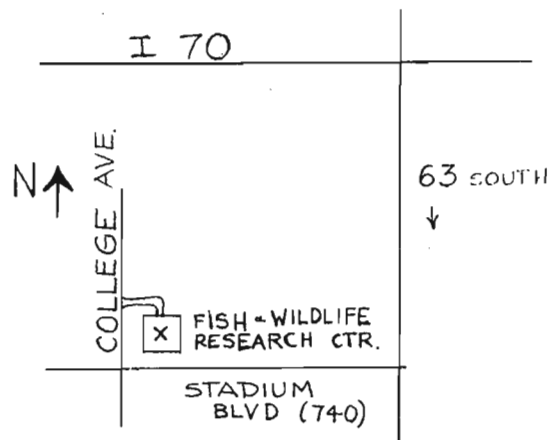 I 70
N
COLLEGE AVE.
63 SOUTH
X
FISH & WILDLIFE
RESEARCH CTR.
STADIUM
BLVD (740)